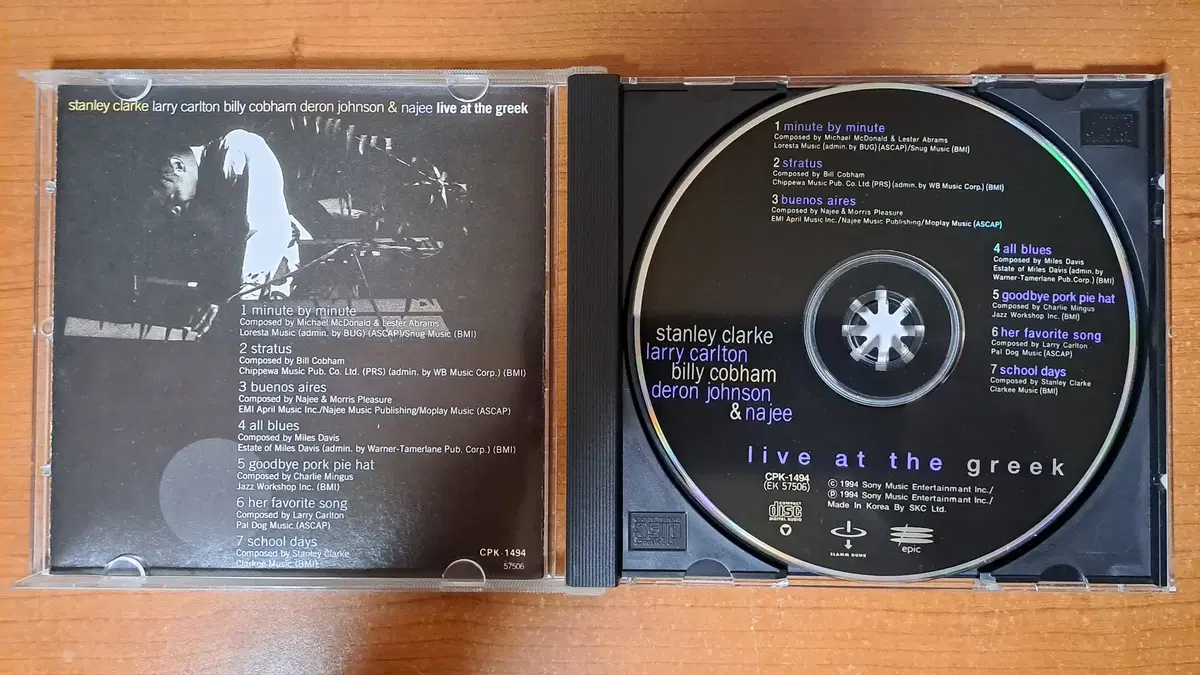 stanley clarke larry carlton billy cobham deron johnson & najee live at the greek
1 minute by minute
Composed by Michael McDonald & Lester Abrams
Loresta Music (admin. by BUG) (ASCAP)/Snug Music (BMI)
2 stratus
Composed by Bill Cobham
Chippewa Music Pub. Co. Ltd. (PRS) (admin. by WB Music Corp.) (BMI)
3 buenos aires
Composed by Najee & Morris Pleasure
EMI April Music Inc./Najee Music Publishing/Moplay Music (ASCAP)
4 all blues
Composed by Miles Davis
Estate of Miles Davis (admin. by Warner-Tamerlane Pub. Corp.) (BMI)
5 goodbye pork pie hat
Composed by Charlie Mingus
Jazz Workshop Inc. (BMI)
6 her favorite song
Composed by Larry Carlton
Pal Dog Music.(ASCAP)
7 school days
Composed by Stanley Clarke
Clarkee Music (BMI)
CPK-1494
57506
1 minute by minute
Composed by Michael McDonald & Lester Abrams
Loresta Music (admin. by BUG) (ASCAP)/Snug Music (BMI)
2 stratus
Composed by Bill Cobham
Chippewa Music Pub. Co. Ltd. (PRS) (admin. by WB Music Corp.) (BMI)
3 buenos aires
Composed by Najee & Morris Pleasure
EMI April Music Inc./Najee Music Publishing/Moplay Music (ASCAP)
4 all blues
Composed by Miles Davis
Estate of Miles Davis (admin. by
Warner-Tamerlane Pub.Corp.) (BMI)
5 goodbye pork pie hat
Composed by Charlie Mingus
Jazz Workshop Inc. (BMI)
6 her favorite song
Composed by Larry Carlton
Pal Dog Music (ASCAP)
7 school days
Composed by Stanley Clarke
Clarkee Music (BMI)
stanley clarke
larry carlton
billy cobham
deron johnson
& najee
live at the greek
CPK-1494
(EK 57506)
COMPACT
disc
DIGITAL AUDIO
© 1994 Sony Music Entertainment Inc./
℗ 1994 Sony Music Entertainment Inc./
Made In Korea By SKC Ltd.
SLAMM DUNK
epic